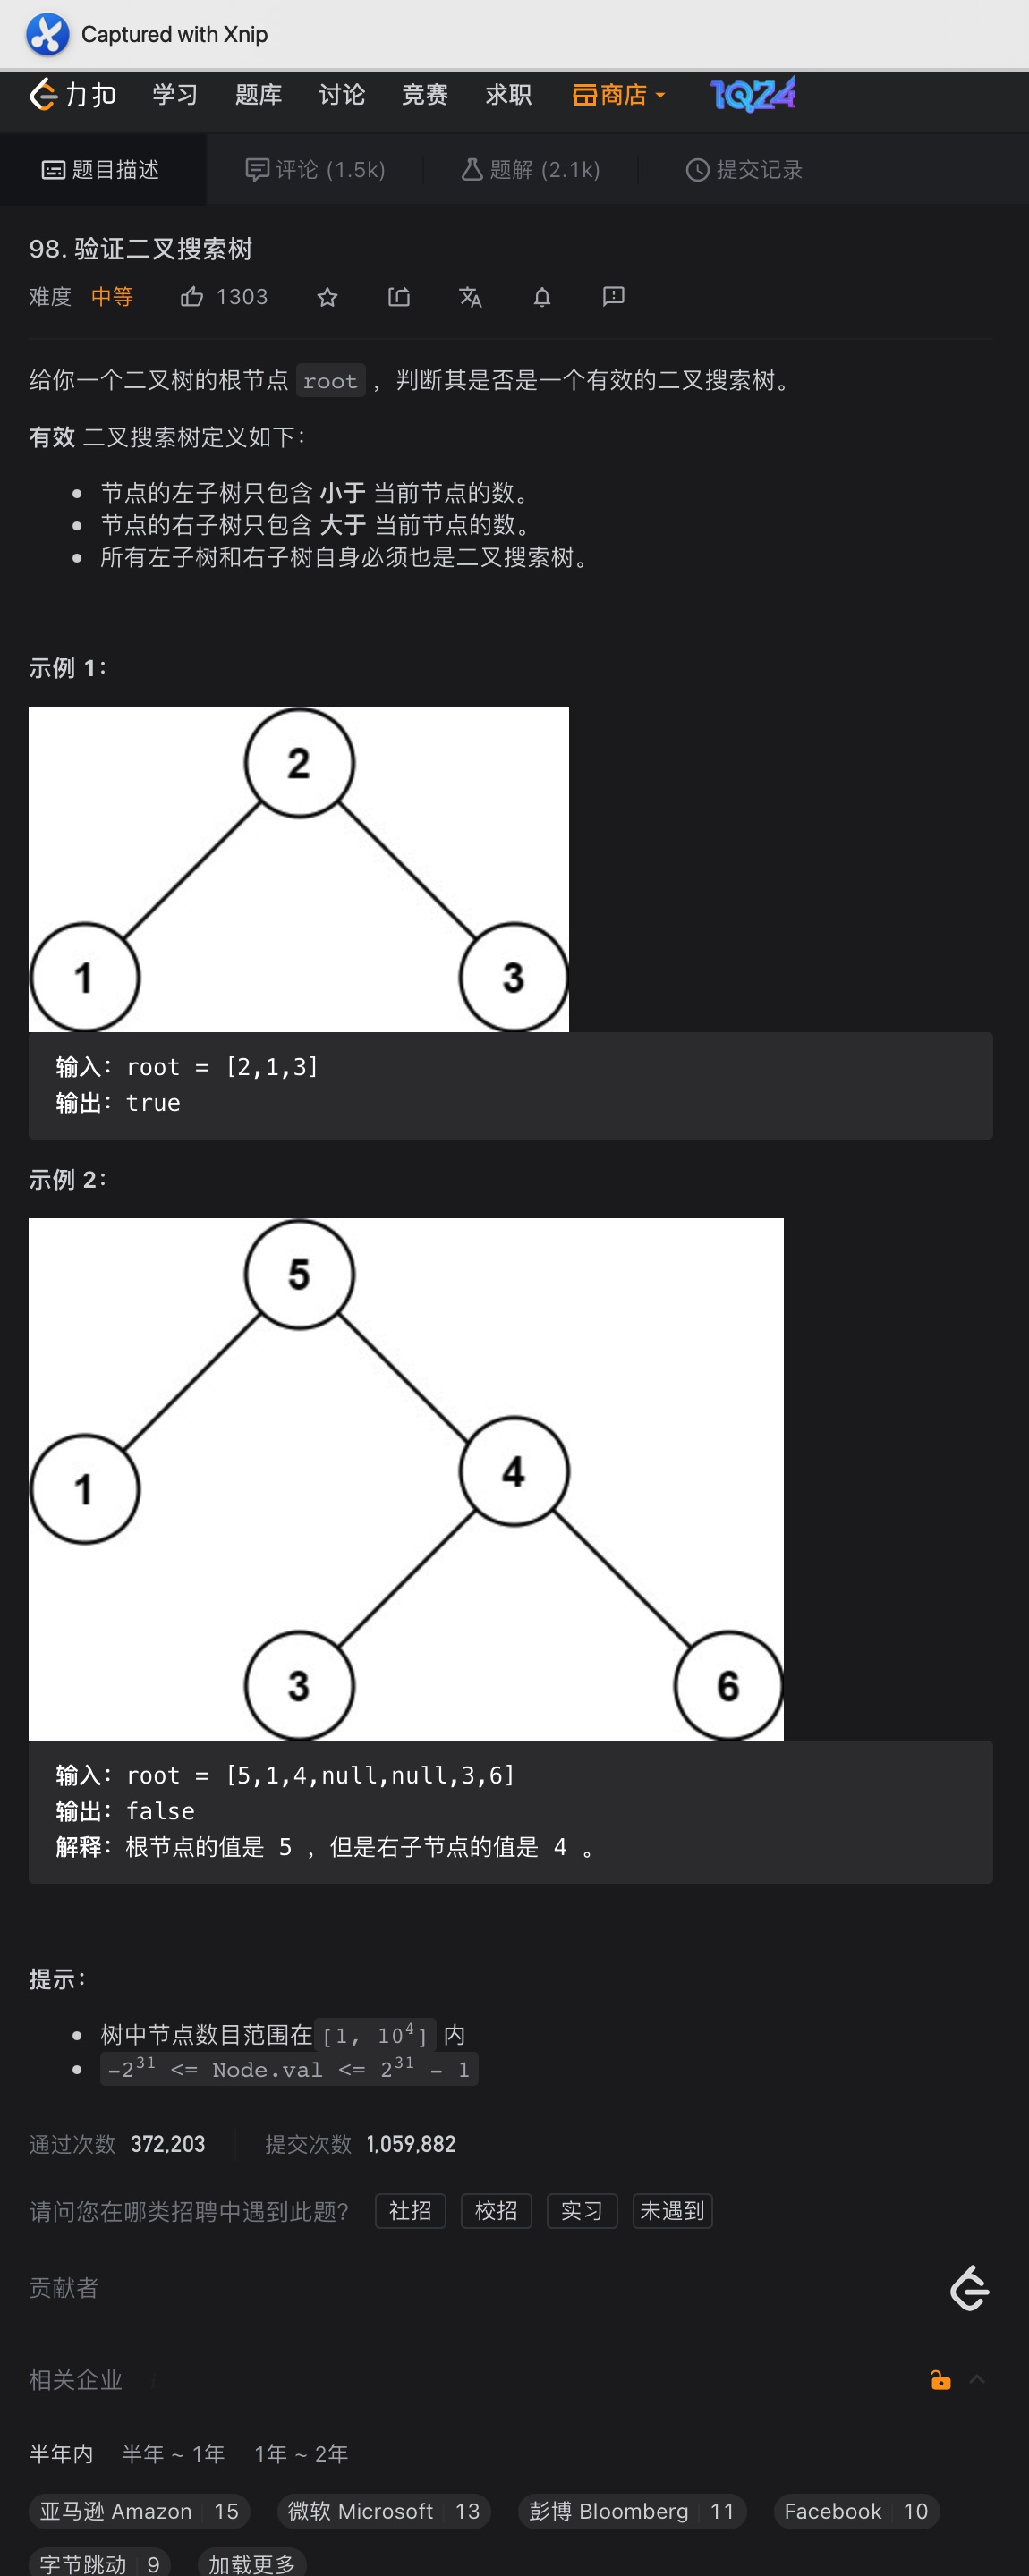 Captured with Xnip
力扣 学习 题库 讨论 竞赛 求职 商店 1024
题目描述 评论 (1.5k) 题解 (2.1k) 提交记录
98. 验证二叉搜索树
难度 中等 1303
给你一个二叉树的根节点 root ，判断其是否是一个有效的二叉搜索树。
有效 二叉搜索树定义如下：
节点的左子树只包含 小于 当前节点的数。
节点的右子树只包含 大于 当前节点的数。
所有左子树和右子树自身必须也是二叉搜索树。
示例 1：
2
1 3
输入：root = [2,1,3]
输出：true
示例 2：
5
1 4
3 6
输入：root = [5,1,4,null,null,3,6]
输出：false
解释：根节点的值是 5 ，但是右子节点的值是 4 。
提示：
树中节点数目范围在[1, 10⁴] 内
-2³¹ <= Node.val <= 2³¹ - 1
通过次数 372,203 提交次数 1,059,882
请问您在哪类招聘中遇到此题? 社招 校招 实习 未遇到
贡献者
相关企业
半年内 半年 ~ 1年 1年 ~ 2年
亚马逊 Amazon 15 微软 Microsoft 13 彭博 Bloomberg 11 Facebook 10
字节跳动 9 加载更多